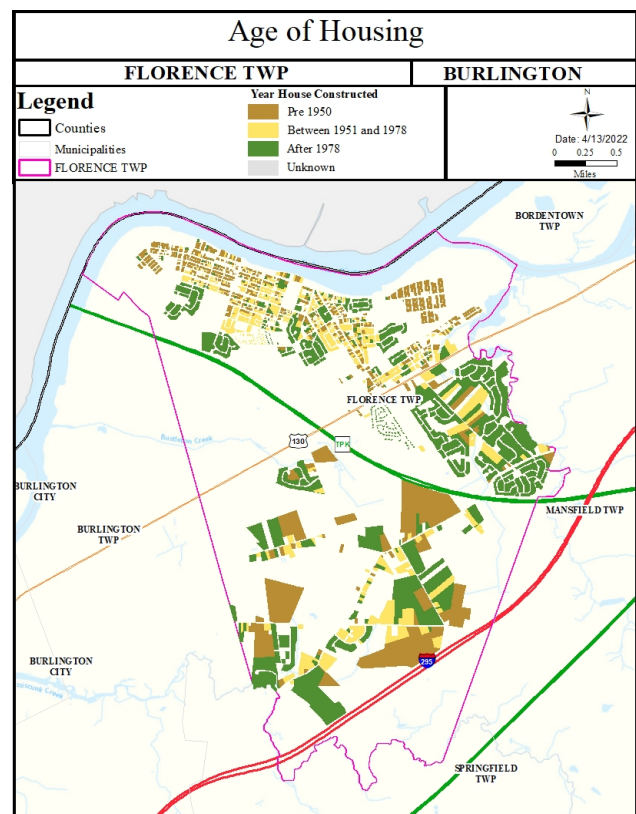 Age of Housing
FLORENCE TWP
BURLINGTON
Legend
Counties
Municipalities
FLORENCE TWP
Year House Constructed
Pre 1950
Between 1951 and 1978
After 1978
Unknown
N
Date: 4/13/2022
0 0.25 0.5
Miles
BORDENTOWN
TWP
FLORENCE TWP
130
TPK
BURLINGTON
CITY
BURLINGTON
TWP
MANSFIELD TWP
BURLINGTON
CITY
295
SPRINGFIELD
TWP